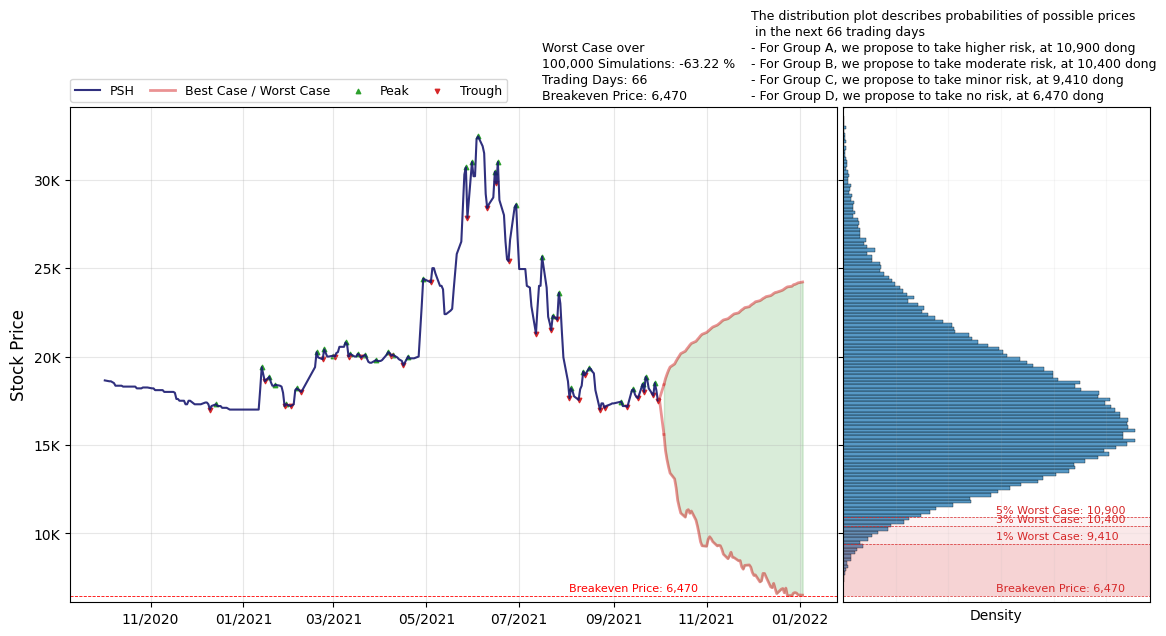 The distribution plot describes probabilities of possible prices
in the next 66 trading days
- For Group A, we propose to take higher risk, at 10,900 dong
- For Group B, we propose to take moderate risk, at 10,400 dong
- For Group C, we propose to take minor risk, at 9,410 dong
- For Group D, we propose to take no risk, at 6,470 dong
Worst Case over
100,000 Simulations: -63.22 %
Trading Days: 66
Breakeven Price: 6,470
PSH
Best Case / Worst Case
Peak
Trough
Stock Price
30K
25K
20K
15K
10K
Breakeven Price: 6,470
11/2020
01/2021
3/2021
05/2021
07/2021
09/2021
11/2021
01/2022
5% Worst Case: 10,900
3% Worst Case: 10,400
1% Worst Case: 9,410
Breakeven Price: 6,470
Density